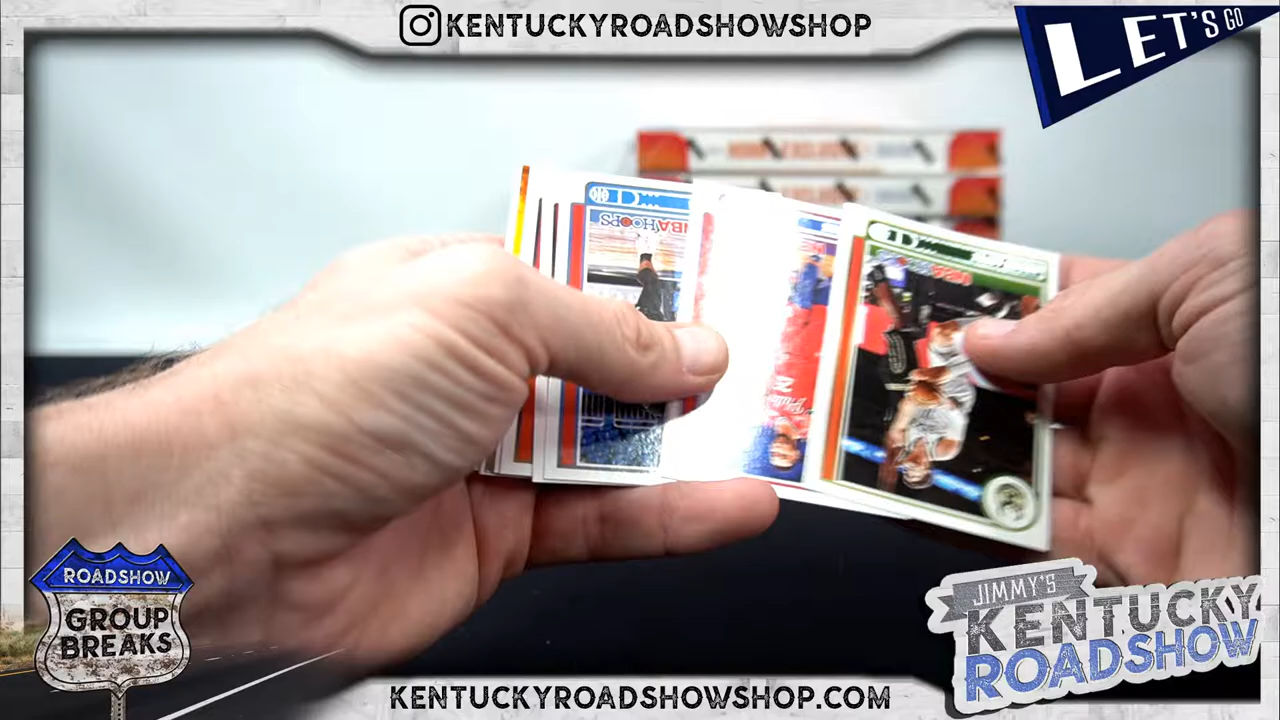 KENTUCKYROADSHOWSHOP
LET'S GO
NBA HOOPS
ROADSHOW
GROUP
BREAKS
JIMMY'S
KENTUCKY
ROADSHOW
KENTUCKYROADSHOWSHOP.COM